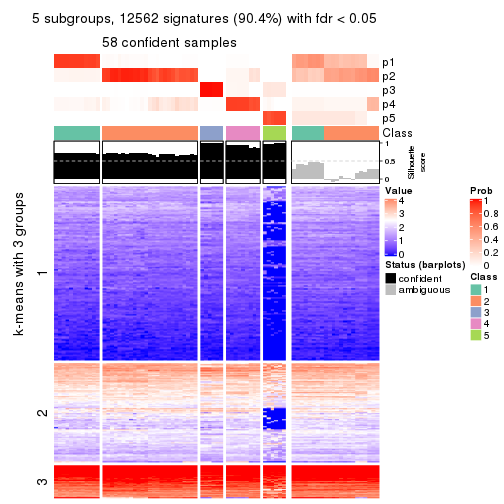 5 subgroups, 12562 signatures (90.4%) with fdr < 0.05
58 confident samples
p1
p2
p3
p4
p5
Class
1
0.5
0
Silhouette
score
k-means with 3 groups
1
2
3
Value
4
3
2
1
0
Status (barplots)
confident
ambiguous
Prob
1
0.8
0.6
0.4
0.2
0
Class
1
2
3
4
5